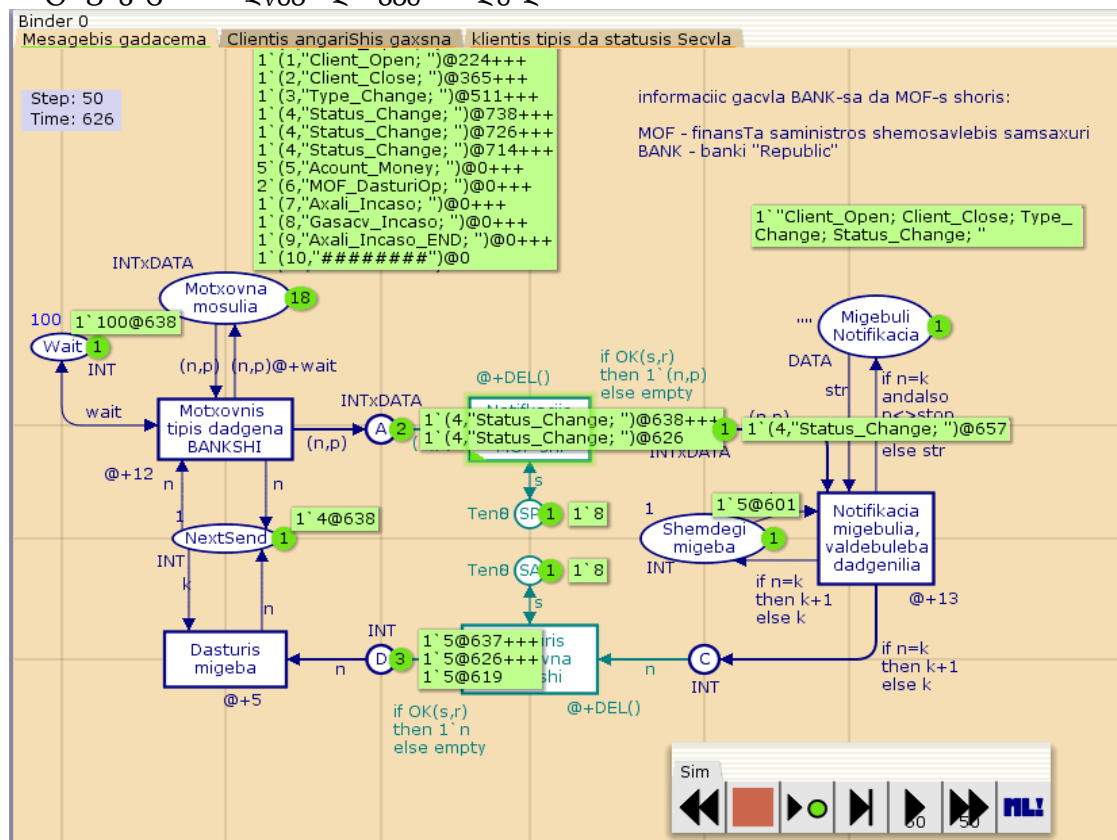 Binder 0
Mesagebis gadacema
Clientis angariShis gaxsna
klientis tipis da statusis Secvla
Step: 50
Time: 626
1`(1,"Client_Open; ")@224+++
1`(2,"Client_Close; ")@365+++
1`(3,"Type_Change; ")@511+++
1`(4,"Status_Change; ")@738+++
1`(4,"Status_Change; ")@726+++
1`(4,"Status_Change; ")@714+++
5`(5,"Acount_Money; ")@0+++
2`(6,"MOF_DasturiOp; ")@0+++
1`(7,"Axali_Incaso; ")@0+++
1`(8,"Gasacv_Incaso; ")@0+++
1`(9,"Axali_Incaso_END; ")@0+++
1`(10,"########")@0
informaciic gacvla BANK-sa da MOF-s shoris:
MOF - finansTa saministros shemosavlebis samsaxuri
BANK - banki "Republic"
1`"Client_Open; Client_Close; Type_
Change; Status_Change; "
INTxDATA
Motxovna
mosulia
18
100
1`100@638
Wait
1
INT
(n,p)
(n,p)@+wait
wait
Motxovnis
tipis dadgena
BANKSHI
@+12
(n,p)
INTxDATA
A
2
@+DEL()
if OK(s,r)
then 1`(n,p)
else empty
1`(4,"Status_Change; ")@638+++
1`(4,"Status_Change; ")@626
1
1`(4,"Status_Change; ")@657
INTxDATA
""
Migebuli
Notifikacia
1
DATA
str
if n=k
andalso
p<>stop
else str
n
n
1
NextSend
1
1`4@638
INT
k
n
s
Ten0
SP
1
1`8
Ten0
SA
1
1`8
s
1
1`5@601
Shemdegi
migeba
1
INT
Notifikacia
migebulia,
valdebuleba
dadgenilia
@+13
if n=k
then k+1
else k
Dasturis
migeba
@+5
n
INT
D
3
1`5@637+++
1`5@626+++
1`5@619
n
C
INT
if n=k
then k+1
else k
@+DEL()
if OK(s,r)
then 1`n
else empty
Sim
50
ML!